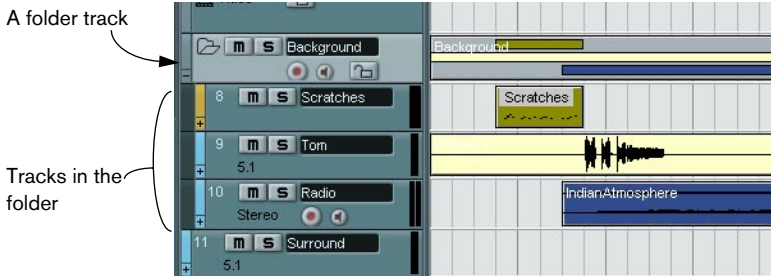 A folder track
m S Background
Background
8 m S Scratches
Scratches
9 m S Tom
5.1
Tracks in the
folder
10 m S Radio
Stereo
IndianAtmosphere
11 m S Surround
5.1